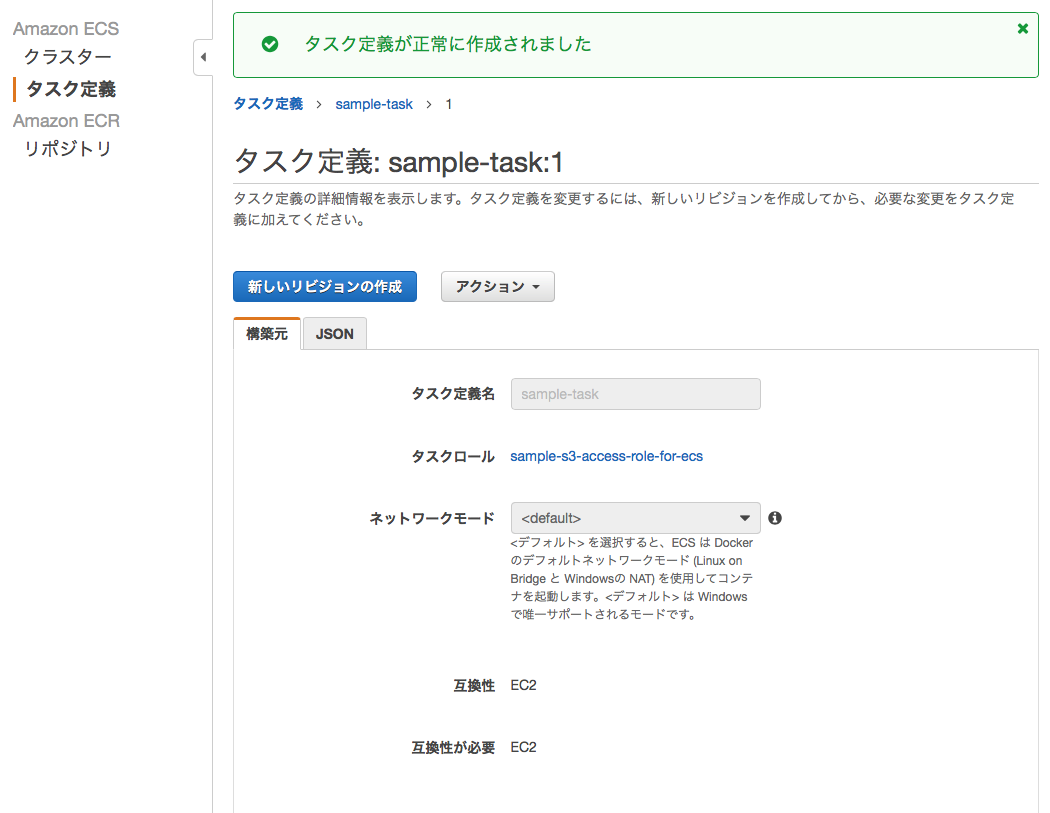 Amazon ECS
クラスター
タスク定義
Amazon ECR
リポジトリ
タスク定義が正常に作成されました
タスク定義 > sample-task > 1
タスク定義: sample-task:1
タスク定義の詳細情報を表示します。タスク定義を変更するには、新しいリビジョンを作成してから、必要な変更をタスク定
義に加えてください。
新しいリビジョンの作成 アクション
構築元 JSON
タスク定義名 sample-task
タスクロール sample-s3-access-role-for-ecs
ネットワークモード <default>
<デフォルト> を選択すると、ECS は Docker
のデフォルトネットワークモード (Linux on
Bridge と Windowsの NAT) を使用してコンテ
ナを起動します。<デフォルト> は Windows
で唯一サポートされるモードです。
互換性 EC2
互換性が必要 EC2